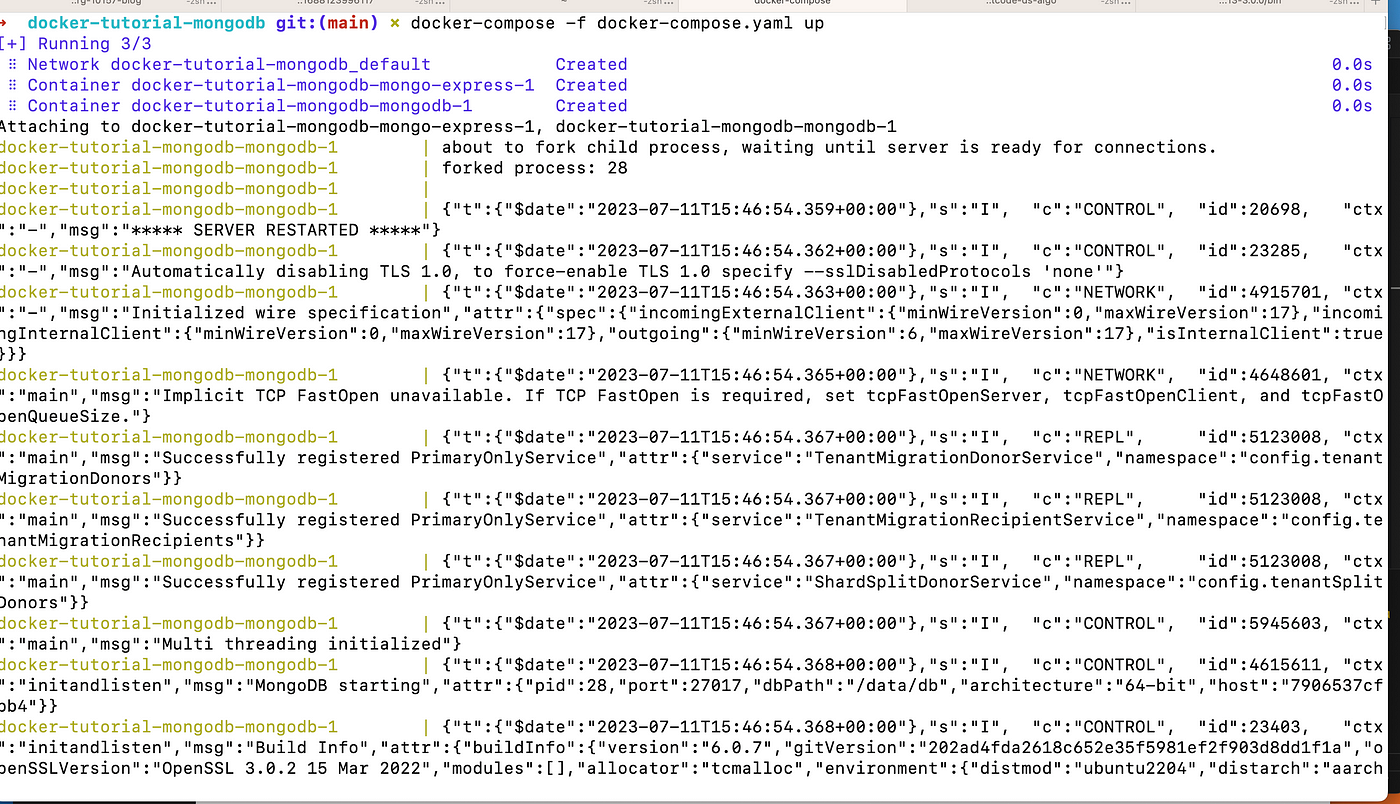 ..rg-10157-blog -zsh ... ..1688123996117 -zsh... ~ -zsh... docker-compose ..tcode-ds-algo -zsh... ...13-3.0.0/bin -zsh... +
→ docker-tutorial-mongodb git:(main) × docker-compose -f docker-compose.yaml up
[+] Running 3/3
⠿ Network docker-tutorial-mongodb_default Created 0.0s
⠿ Container docker-tutorial-mongodb-mongo-express-1 Created 0.0s
⠿ Container docker-tutorial-mongodb-mongodb-1 Created 0.0s
Attaching to docker-tutorial-mongodb-mongo-express-1, docker-tutorial-mongodb-mongodb-1
docker-tutorial-mongodb-mongodb-1 | about to fork child process, waiting until server is ready for connections.
docker-tutorial-mongodb-mongodb-1 | forked process: 28
docker-tutorial-mongodb-mongodb-1 |
docker-tutorial-mongodb-mongodb-1 | {"t":{"$date":"2023-07-11T15:46:54.359+00:00"},"s":"I", "c":"CONTROL", "id":20698, "ctx
":"-","msg":"***** SERVER RESTARTED *****"}
docker-tutorial-mongodb-mongodb-1 | {"t":{"$date":"2023-07-11T15:46:54.362+00:00"},"s":"I", "c":"CONTROL", "id":23285, "ctx
":"-","msg":"Automatically disabling TLS 1.0, to force-enable TLS 1.0 specify --sslDisabledProtocols 'none'"}
docker-tutorial-mongodb-mongodb-1 | {"t":{"$date":"2023-07-11T15:46:54.363+00:00"},"s":"I", "c":"NETWORK", "id":4915701, "ctx
":"-","msg":"Initialized wire specification","attr":{"spec":{"incomingExternalClient":{"minWireVersion":0,"maxWireVersion":17},"incomi
ngInternalClient":{"minWireVersion":0,"maxWireVersion":17},"outgoing":{"minWireVersion":6,"maxWireVersion":17},"isInternalClient":true
}}}
docker-tutorial-mongodb-mongodb-1 | {"t":{"$date":"2023-07-11T15:46:54.365+00:00"},"s":"I", "c":"NETWORK", "id":4648601, "ctx
":"main","msg":"Implicit TCP FastOpen unavailable. If TCP FastOpen is required, set tcpFastOpenServer, tcpFastOpenClient, and tcpFastO
penQueueSize."}
docker-tutorial-mongodb-mongodb-1 | {"t":{"$date":"2023-07-11T15:46:54.367+00:00"},"s":"I", "c":"REPL", "id":5123008, "ctx
":"main","msg":"Successfully registered PrimaryOnlyService","attr":{"service":"TenantMigrationDonorService","namespace":"config.tenant
MigrationDonors"}}
docker-tutorial-mongodb-mongodb-1 | {"t":{"$date":"2023-07-11T15:46:54.367+00:00"},"s":"I", "c":"REPL", "id":5123008, "ctx
":"main","msg":"Successfully registered PrimaryOnlyService","attr":{"service":"TenantMigrationRecipientService","namespace":"config.te
nantMigrationRecipients"}}
docker-tutorial-mongodb-mongodb-1 | {"t":{"$date":"2023-07-11T15:46:54.367+00:00"},"s":"I", "c":"REPL", "id":5123008, "ctx
":"main","msg":"Successfully registered PrimaryOnlyService","attr":{"service":"ShardSplitDonorService","namespace":"config.tenantSplit
Donors"}}
docker-tutorial-mongodb-mongodb-1 | {"t":{"$date":"2023-07-11T15:46:54.367+00:00"},"s":"I", "c":"CONTROL", "id":5945603, "ctx
":"main","msg":"Multi threading initialized"}
docker-tutorial-mongodb-mongodb-1 | {"t":{"$date":"2023-07-11T15:46:54.368+00:00"},"s":"I", "c":"CONTROL", "id":4615611, "ctx
":"initandlisten","msg":"MongoDB starting","attr":{"pid":28,"port":27017,"dbPath":"/data/db","architecture":"64-bit","host":"7906537cf
bb4"}}
docker-tutorial-mongodb-mongodb-1 | {"t":{"$date":"2023-07-11T15:46:54.368+00:00"},"s":"I", "c":"CONTROL", "id":23403, "ctx
":"initandlisten","msg":"Build Info","attr":{"buildInfo":{"version":"6.0.7","gitVersion":"202ad4fda2618c652e35f5981ef2f903d8dd1f1a","o
penSSLVersion":"OpenSSL 3.0.2 15 Mar 2022","modules":[],"allocator":"tcmalloc","environment":{"distmod":"ubuntu2204","distarch":"aarch